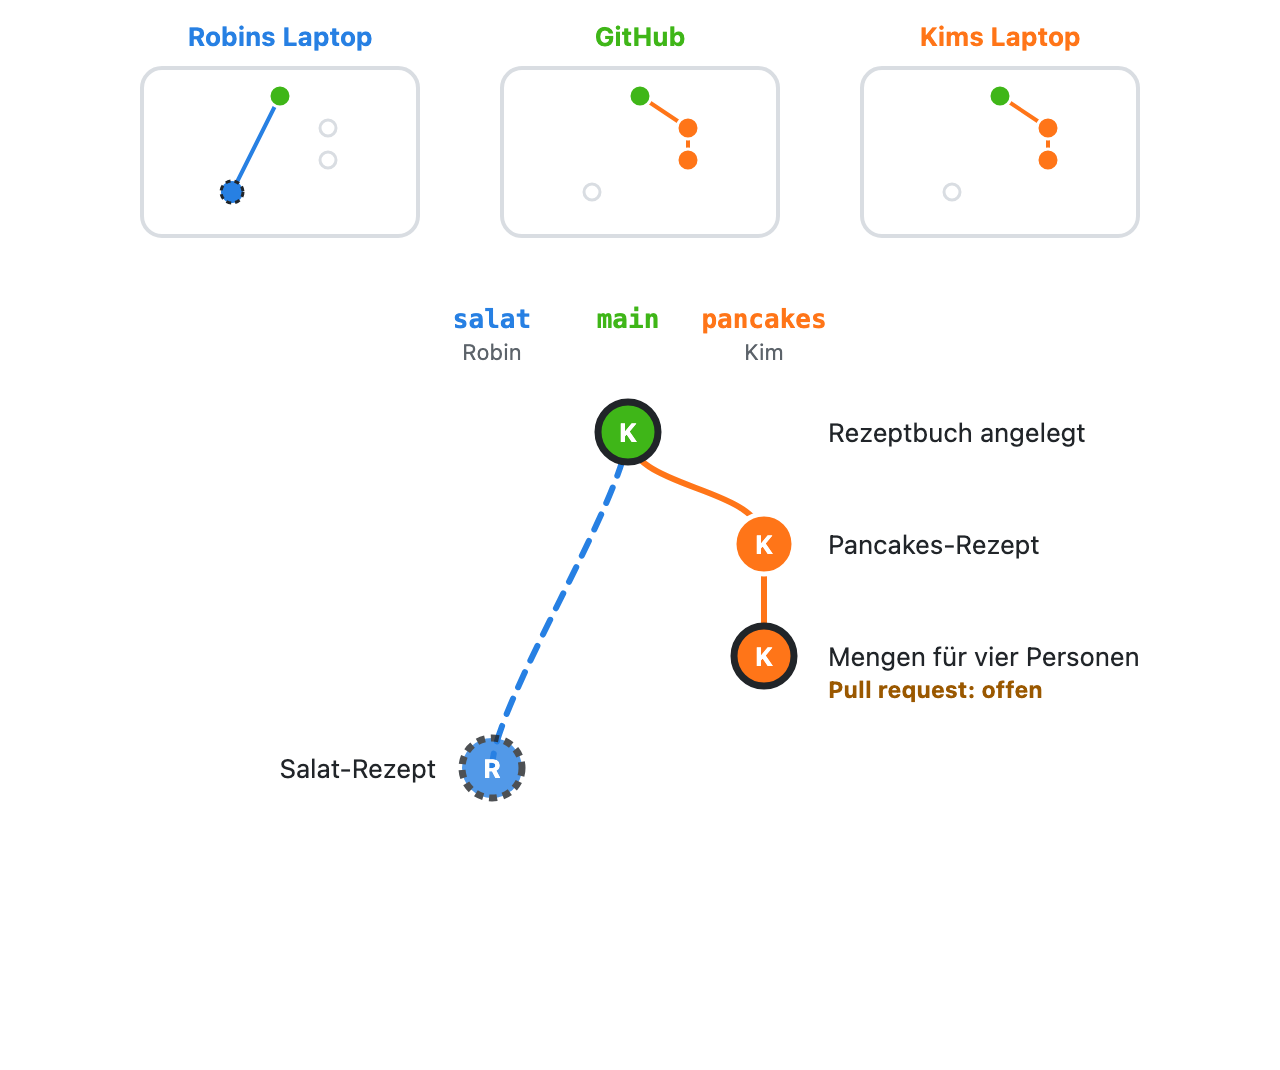 Robins Laptop
GitHub
Kims Laptop
salat
main
pancakes
Robin
Kim
K
Rezeptbuch angelegt
K
Pancakes-Rezept
K
Mengen für vier Personen
Pull request: offen
Salat-Rezept
R